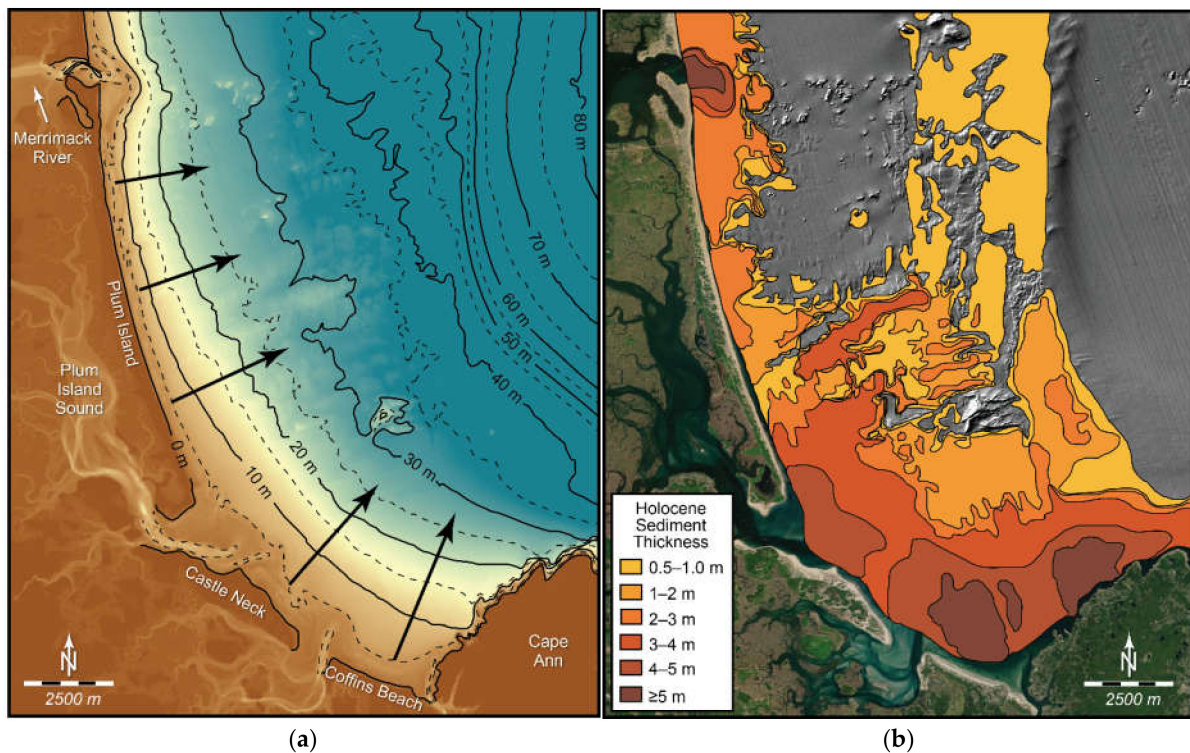 (a)
Merrimack
River
Plum Island
Plum
Island
Sound
Castle Neck
Coffins Beach
Cape
Ann
0 m
10 m
20 m
30 m
40 m
50 m
60 m
70 m
80 m
N
2500 m
(b)
Holocene
Sediment
Thickness
0.5–1.0 m
1–2 m
2–3 m
3–4 m
4–5 m
≥5 m
N
2500 m
(a)
(b)